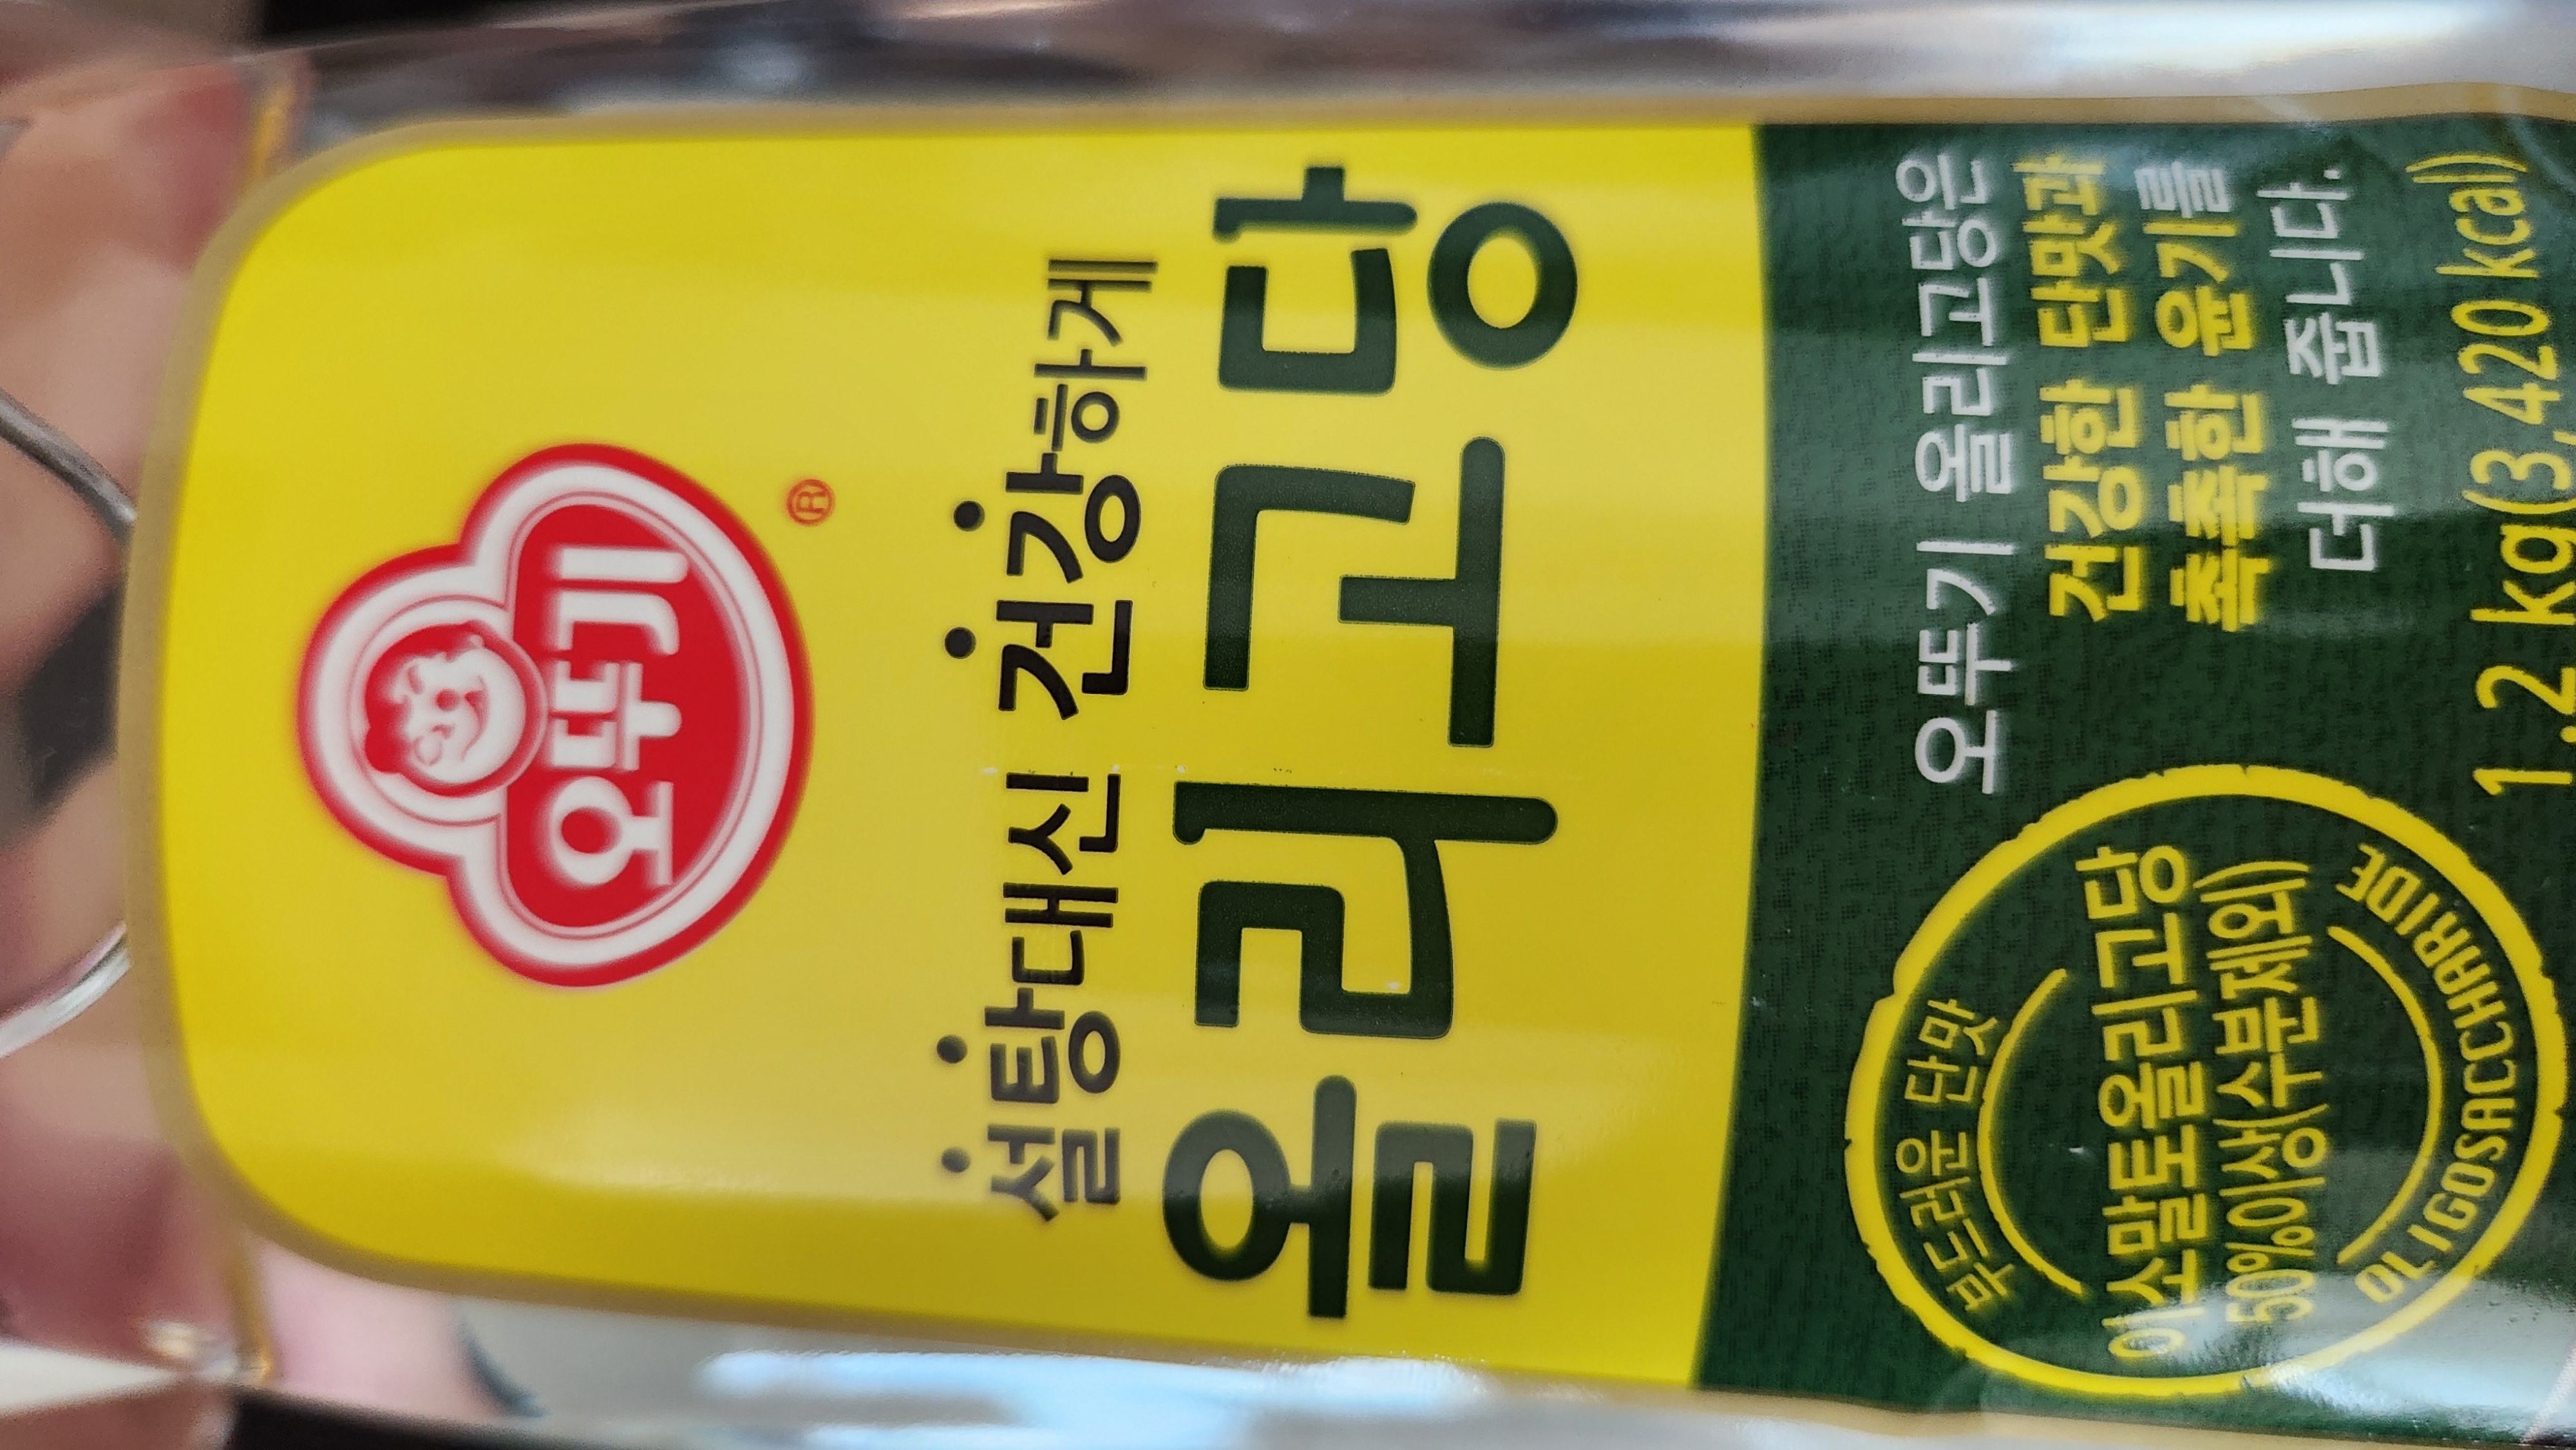 오뚜기
®
설탕대신 건강하게
올리고당
오뚜기 올리고당은
건강한 단맛과
촉촉한 윤기를
더해 줍니다.
부드러운 단맛
이소말토올리고당
50%이상(수분제외)
OLIGOSACCHARIDE
1.2 kg(3,420 kcal)